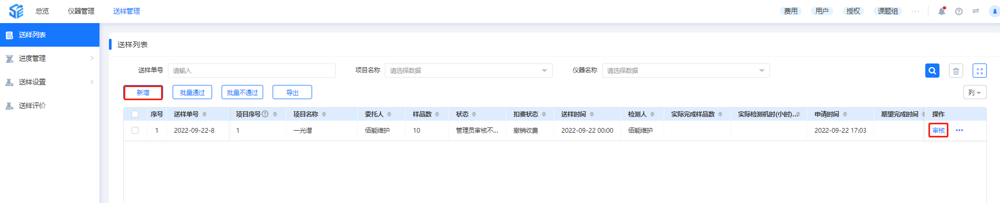 总览 仪器管理 送样管理 费用 用户 授权 课题组
送样列表
进度管理
送样设置
送样评价
送样列表
送样单号 请输入 项目名称 请选择数据 仪器名称 请选择数据
新增 批量通过 批量不通过 导出 列
序号 送样单号 项目序号 项目名称 委托人 样品数 状态 扣费状态 送样时间 检测人 实际完成样品数 实际检测机时(小时)... 申请时间 期望完成时间 操作
1 2022-09-22-8 1 一光谱 佰能维护 10 管理员审核不... 撤销收费 2022-09-22 00:00 佰能维护 2022-09-22 17:03 审核 •••